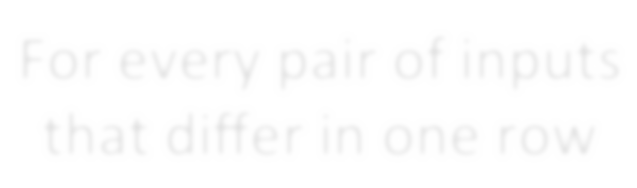 For every pair of inputs
that differ in one row